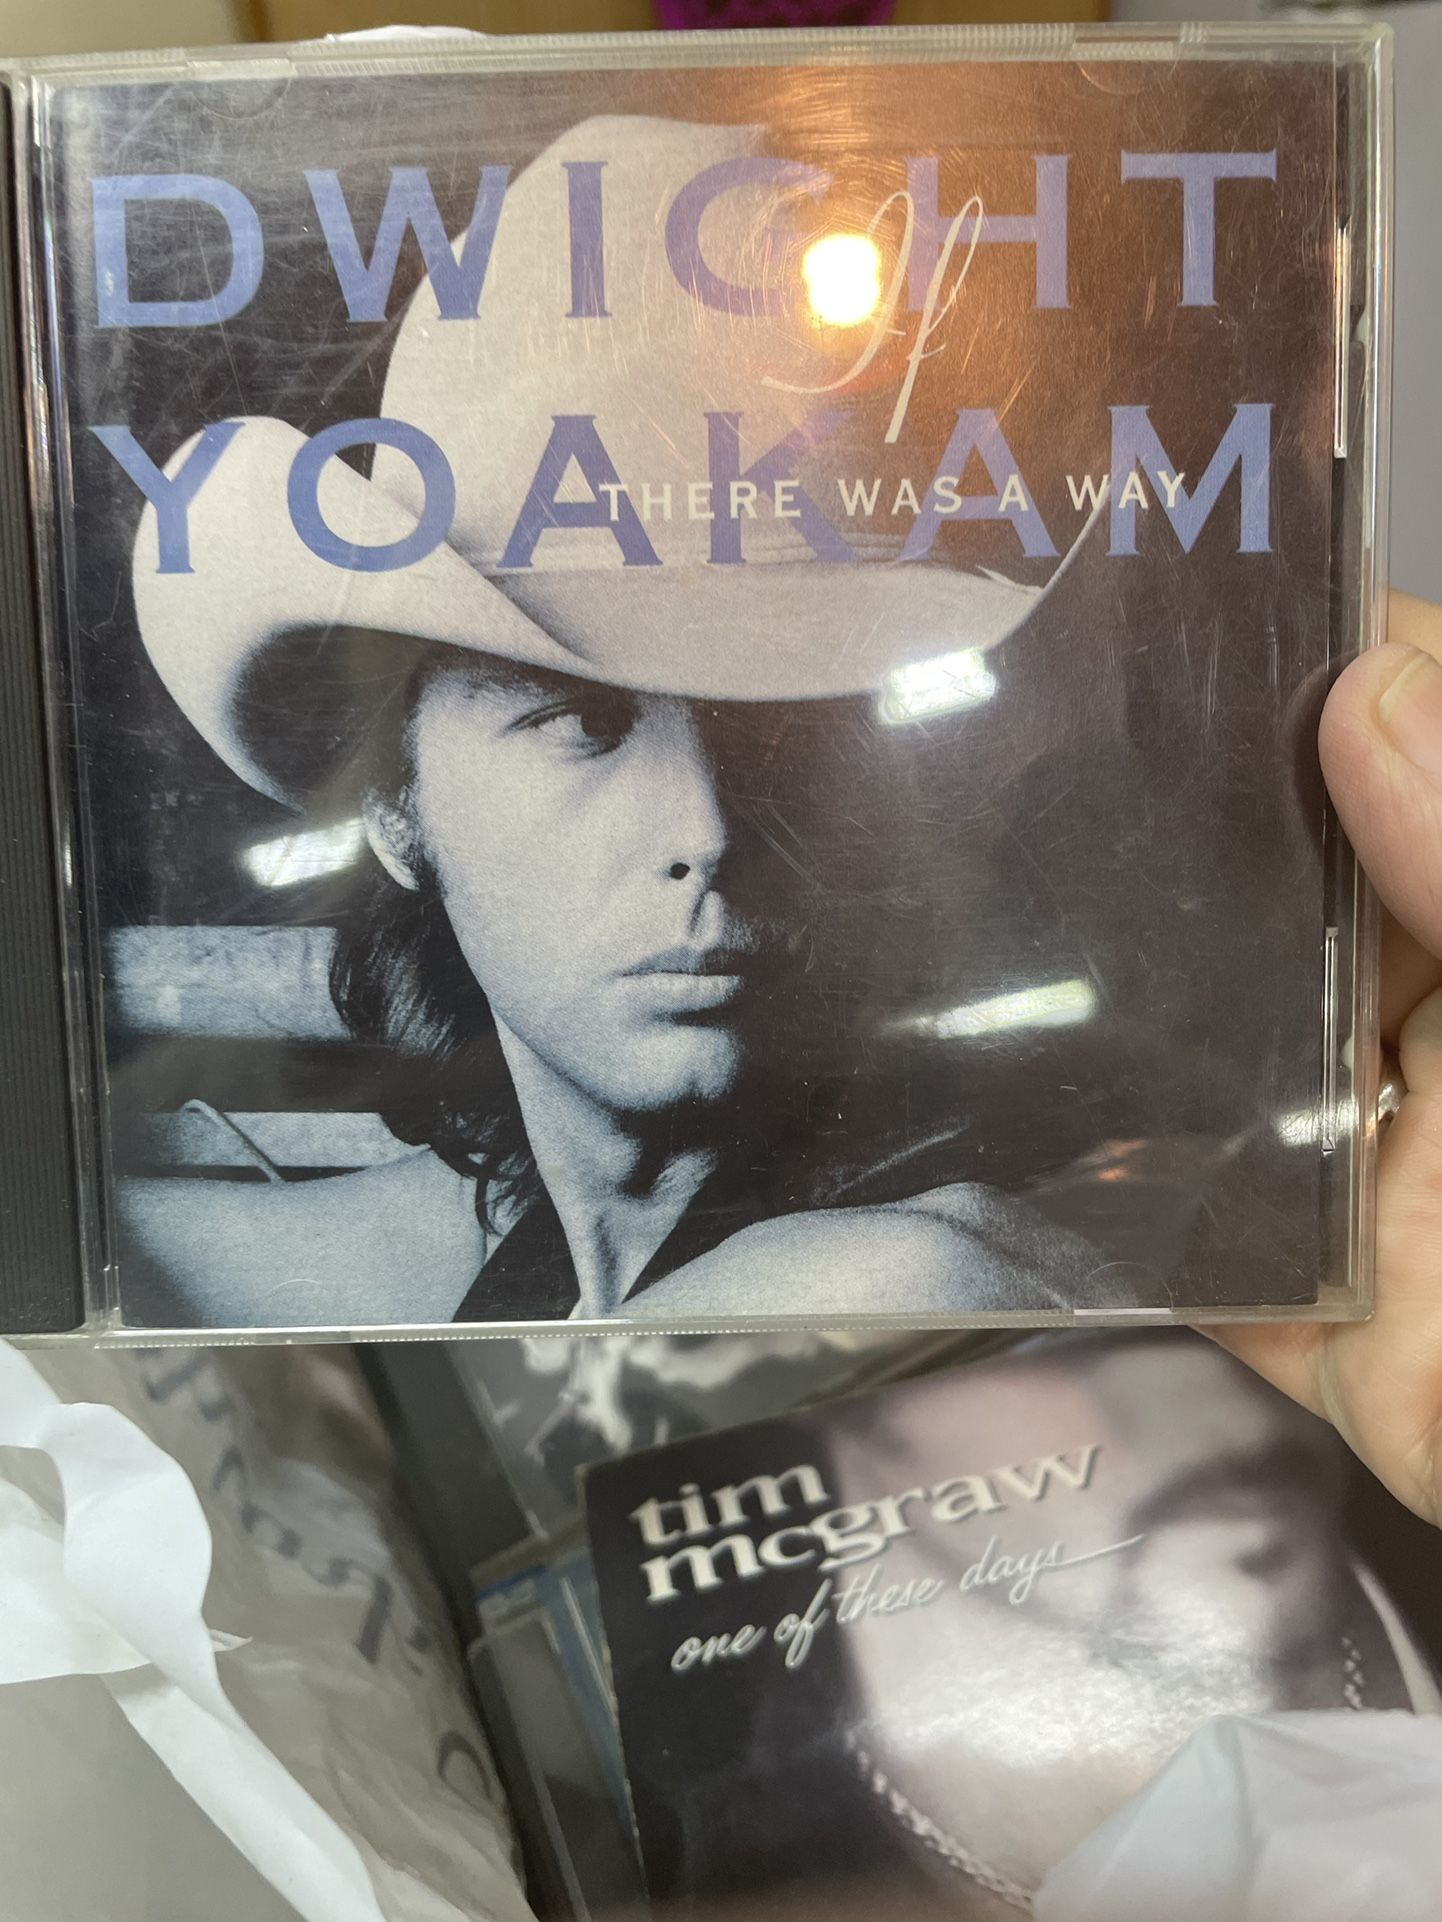 DWIGHT
YOAKAM
If
THERE WAS A WAY
tim
mcgraw
one of these days